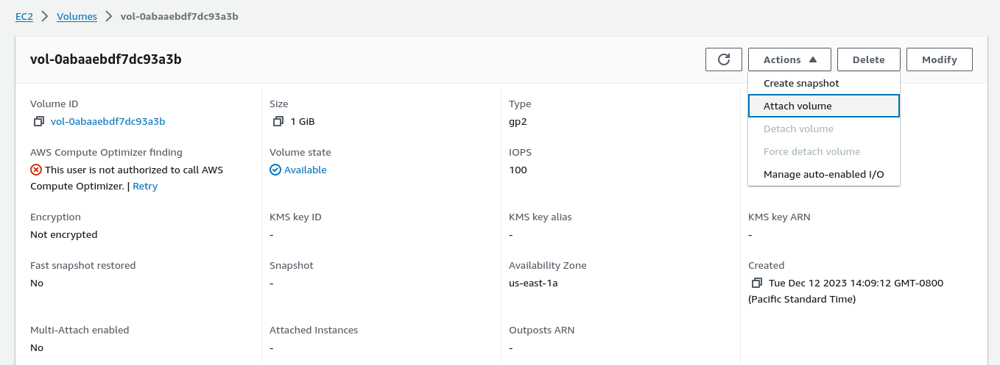 EC2 > Volumes > vol-0abaaebdf7dc93a3b
vol-0abaaebdf7dc93a3b
Actions ▲
Delete
Modify
Create snapshot
Attach volume
Detach volume
Force detach volume
Manage auto-enabled I/O
Volume ID
vol-0abaaebdf7dc93a3b
Size
1 GiB
Type
gp2
AWS Compute Optimizer finding
This user is not authorized to call AWS
Compute Optimizer. | Retry
Volume state
Available
IOPS
100
Encryption
Not encrypted
KMS key ID
-
KMS key alias
-
KMS key ARN
-
Fast snapshot restored
No
Snapshot
-
Availability Zone
us-east-1a
Created
Tue Dec 12 2023 14:09:12 GMT-0800
(Pacific Standard Time)
Multi-Attach enabled
No
Attached Instances
-
Outposts ARN
-